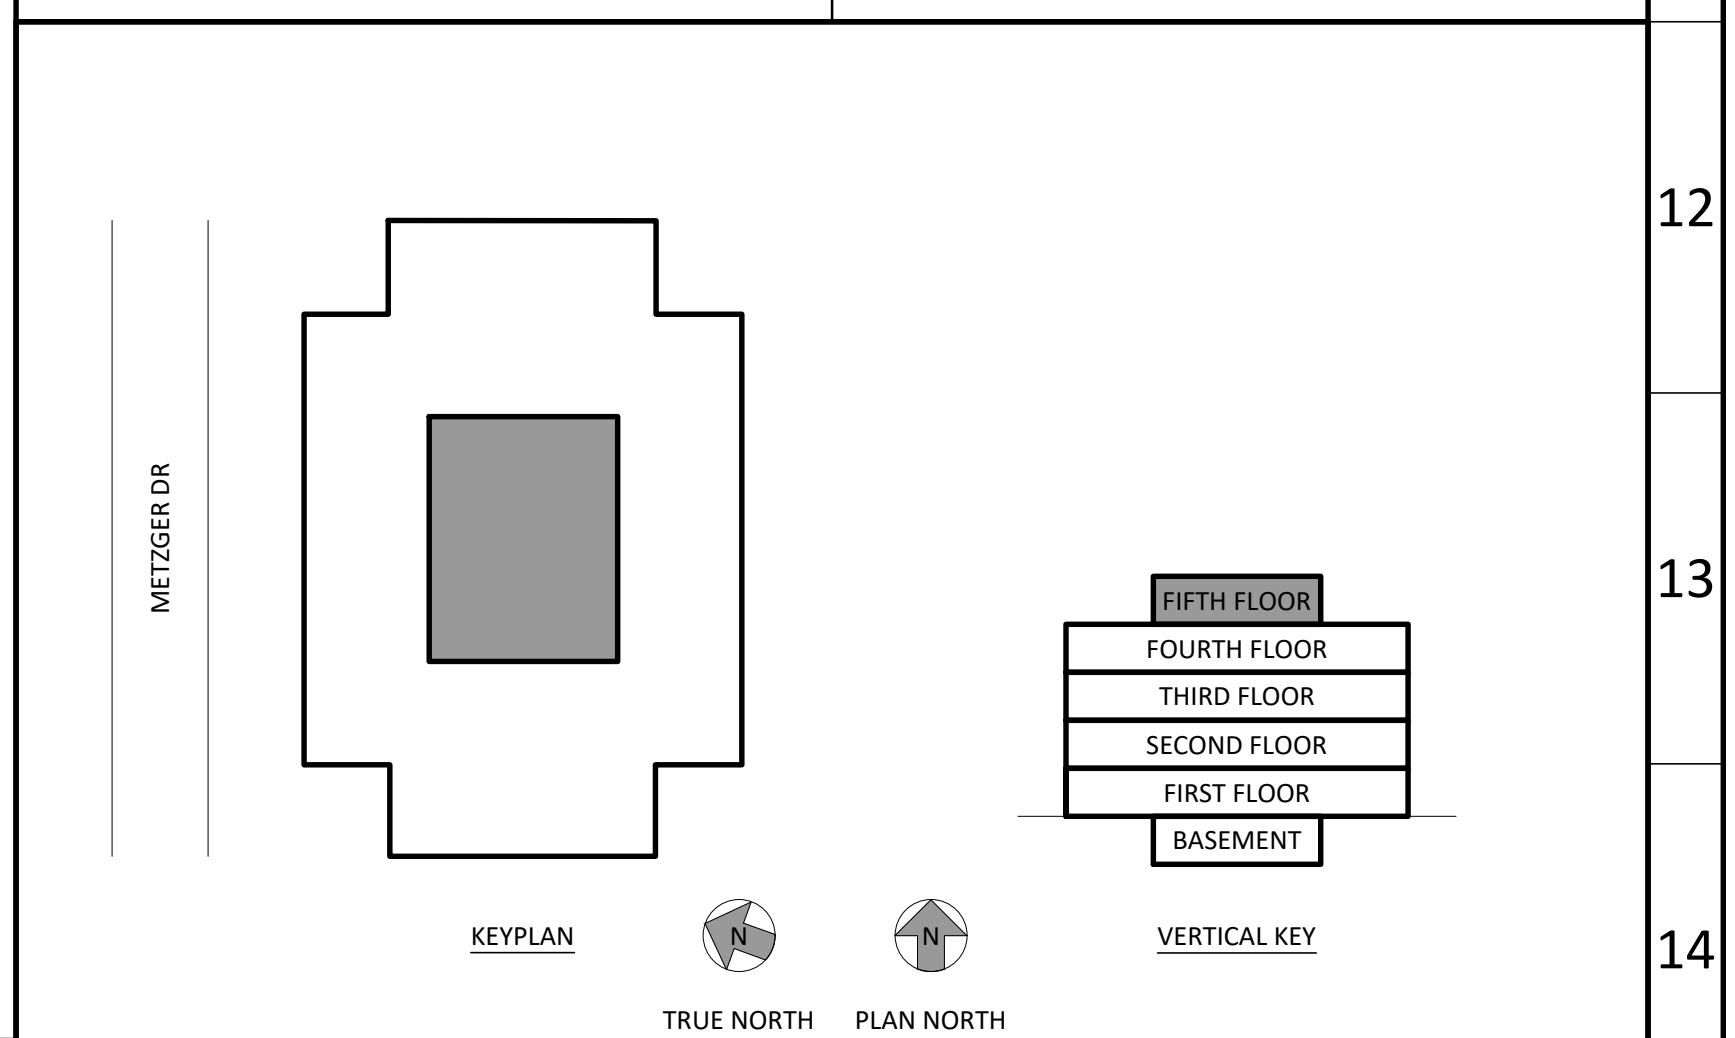 12
METZGER DR
13
FIFTH FLOOR
FOURTH FLOOR
THIRD FLOOR
SECOND FLOOR
FIRST FLOOR
BASEMENT
KEYPLAN
N
N
VERTICAL KEY
14
TRUE NORTH
PLAN NORTH